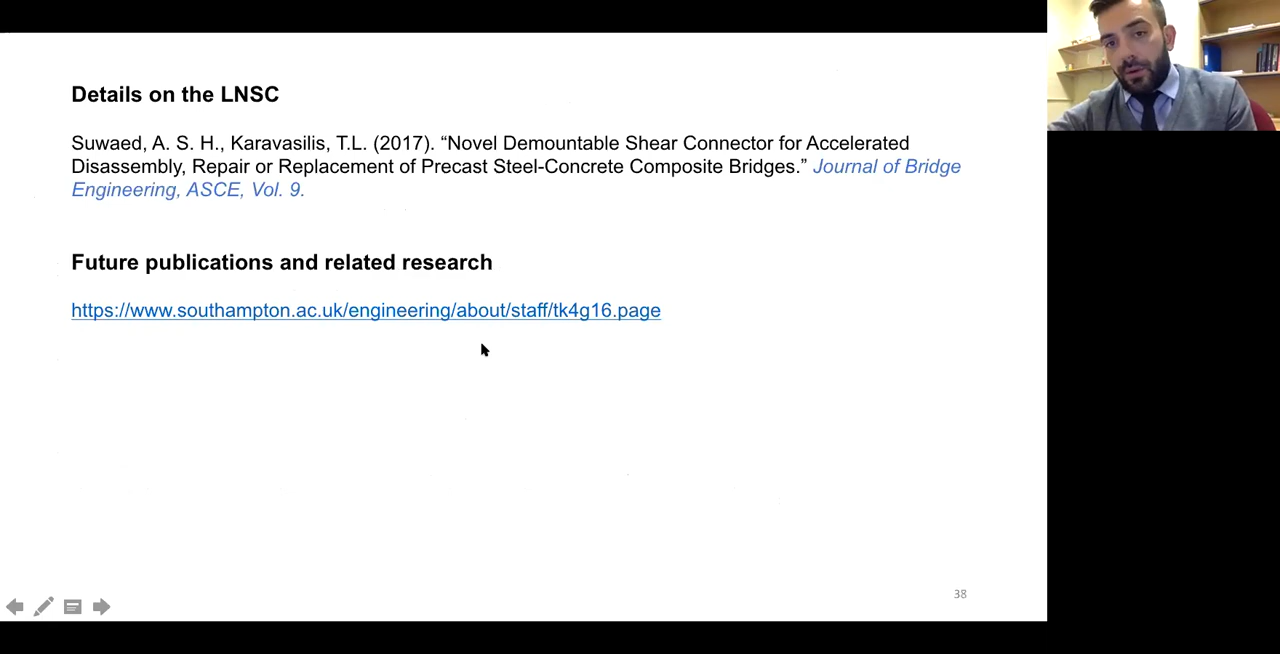 Details on the LNSC
Suwaed, A. S. H., Karavasilis, T.L. (2017). “Novel Demountable Shear Connector for Accelerated
Disassembly, Repair or Replacement of Precast Steel-Concrete Composite Bridges.” Journal of Bridge
Engineering, ASCE, Vol. 9.
Future publications and related research
https://www.southampton.ac.uk/engineering/about/staff/tk4g16.page
38